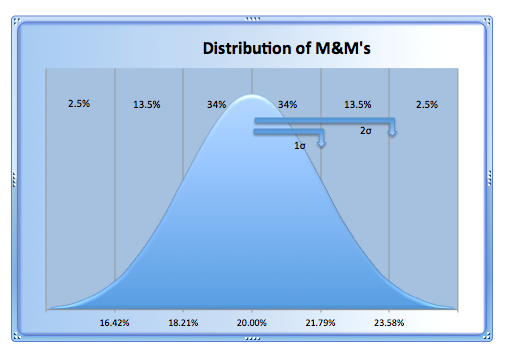 Distribution of M&M's
2.5% 13.5% 34% 34% 13.5% 2.5%
2σ
1σ
16.42% 18.21% 20.00% 21.79% 23.58%